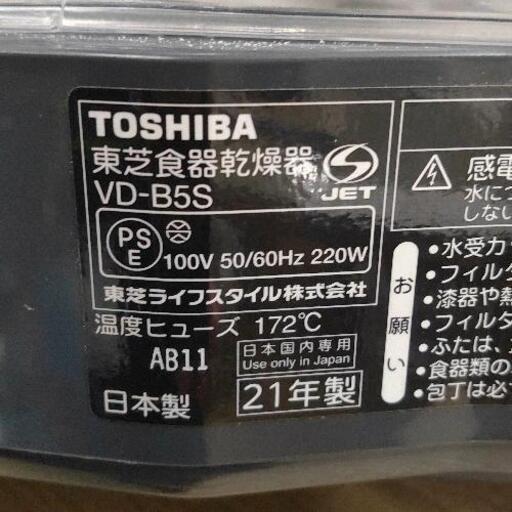 TOSHIBA
東芝食器乾燥器
VD-B5S
JET
PS
E
100V 50/60Hz 220W
東芝ライフスタイル株式会社
温度ヒューズ 172℃
AB11
日本国内専用
Use only in Japan
日本製
21年製
感電
水につ
しない
お願い
・水受カ
・フィルタ
・漆器や熱
・フィルタ
・ふたは、
・食器類の
・包丁は必